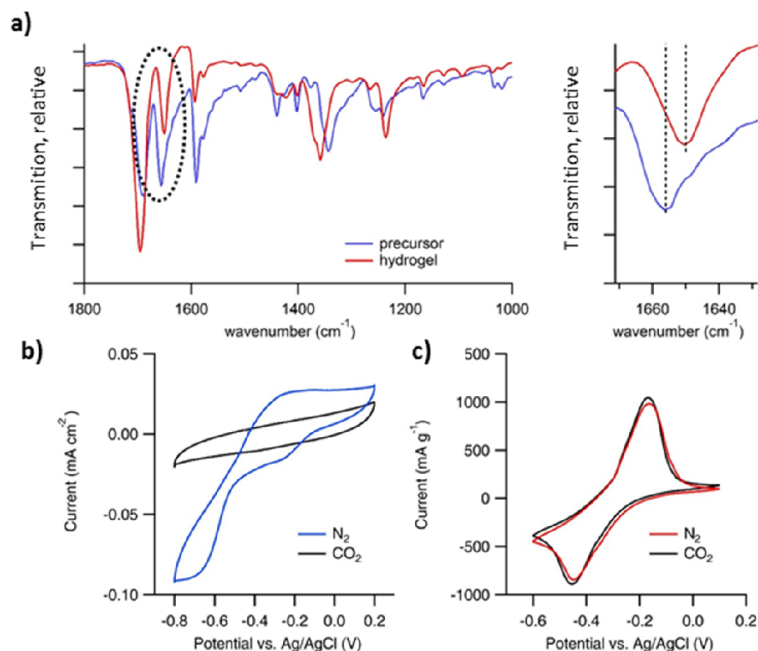 a)
Transmition, relative
precursor
hydrogel
1800 1600 1400 1200 1000
wavenumber (cm-1)
Transmition, relative
1660 1640
wavenumber (cm-1)
b)
Current (mA cm-2)
0.05
0.00
-0.05
-0.10
N2
CO2
-0.8 -0.6 -0.4 -0.2 0.0 0.2
Potential vs. Ag/AgCl (V)
c)
Current (mA g-1)
500
1000
500
0
-500
-1000
N2
CO2
-0.6 -0.4 -0.2 0.0
Potential vs. Ag/AgCl (V)